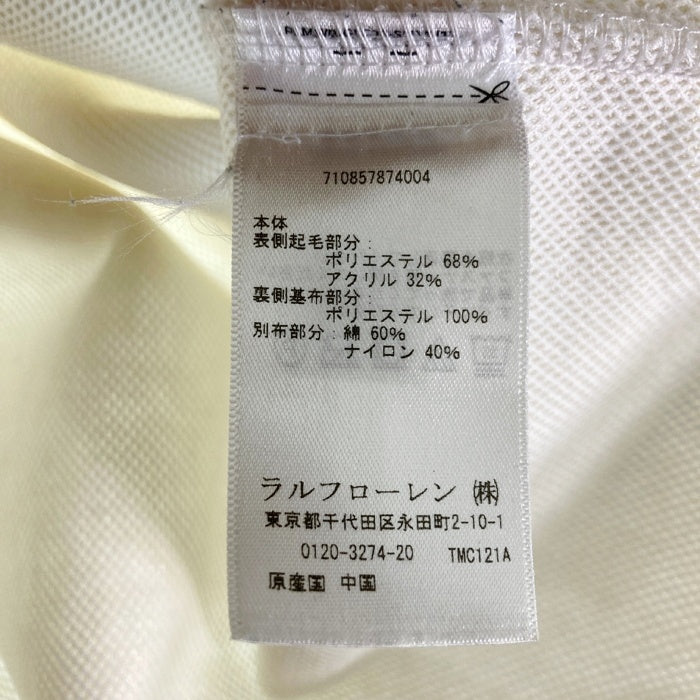 710857874004
本体
表側起毛部分:
ポリエステル 68%
アクリル 32%
裏側基布部分:
ポリエステル 100%
別布部分:綿 60%
ナイロン 40%
ラルフローレン ㈱
東京都千代田区永田町2-10-1
0120-3274-20 TMC121A
原産国 中国